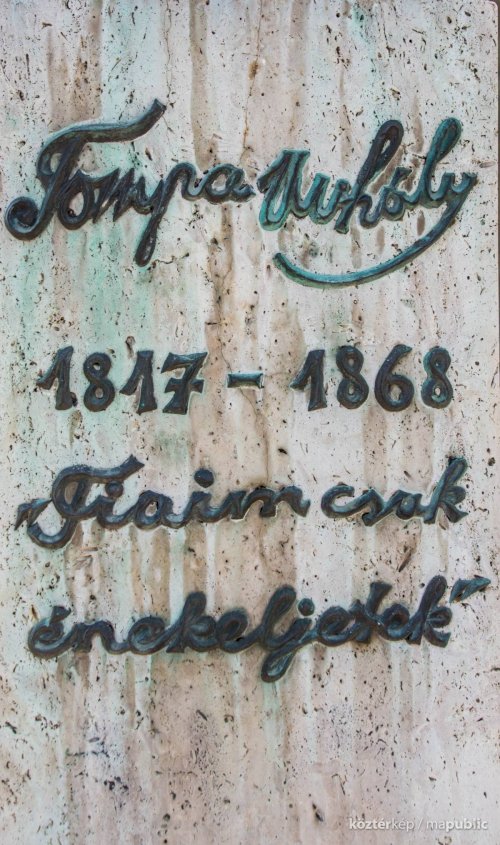 Tompa Mihály
1817 - 1868
„Fiaim csak
énekeljetek”
köztérkép / mapublic